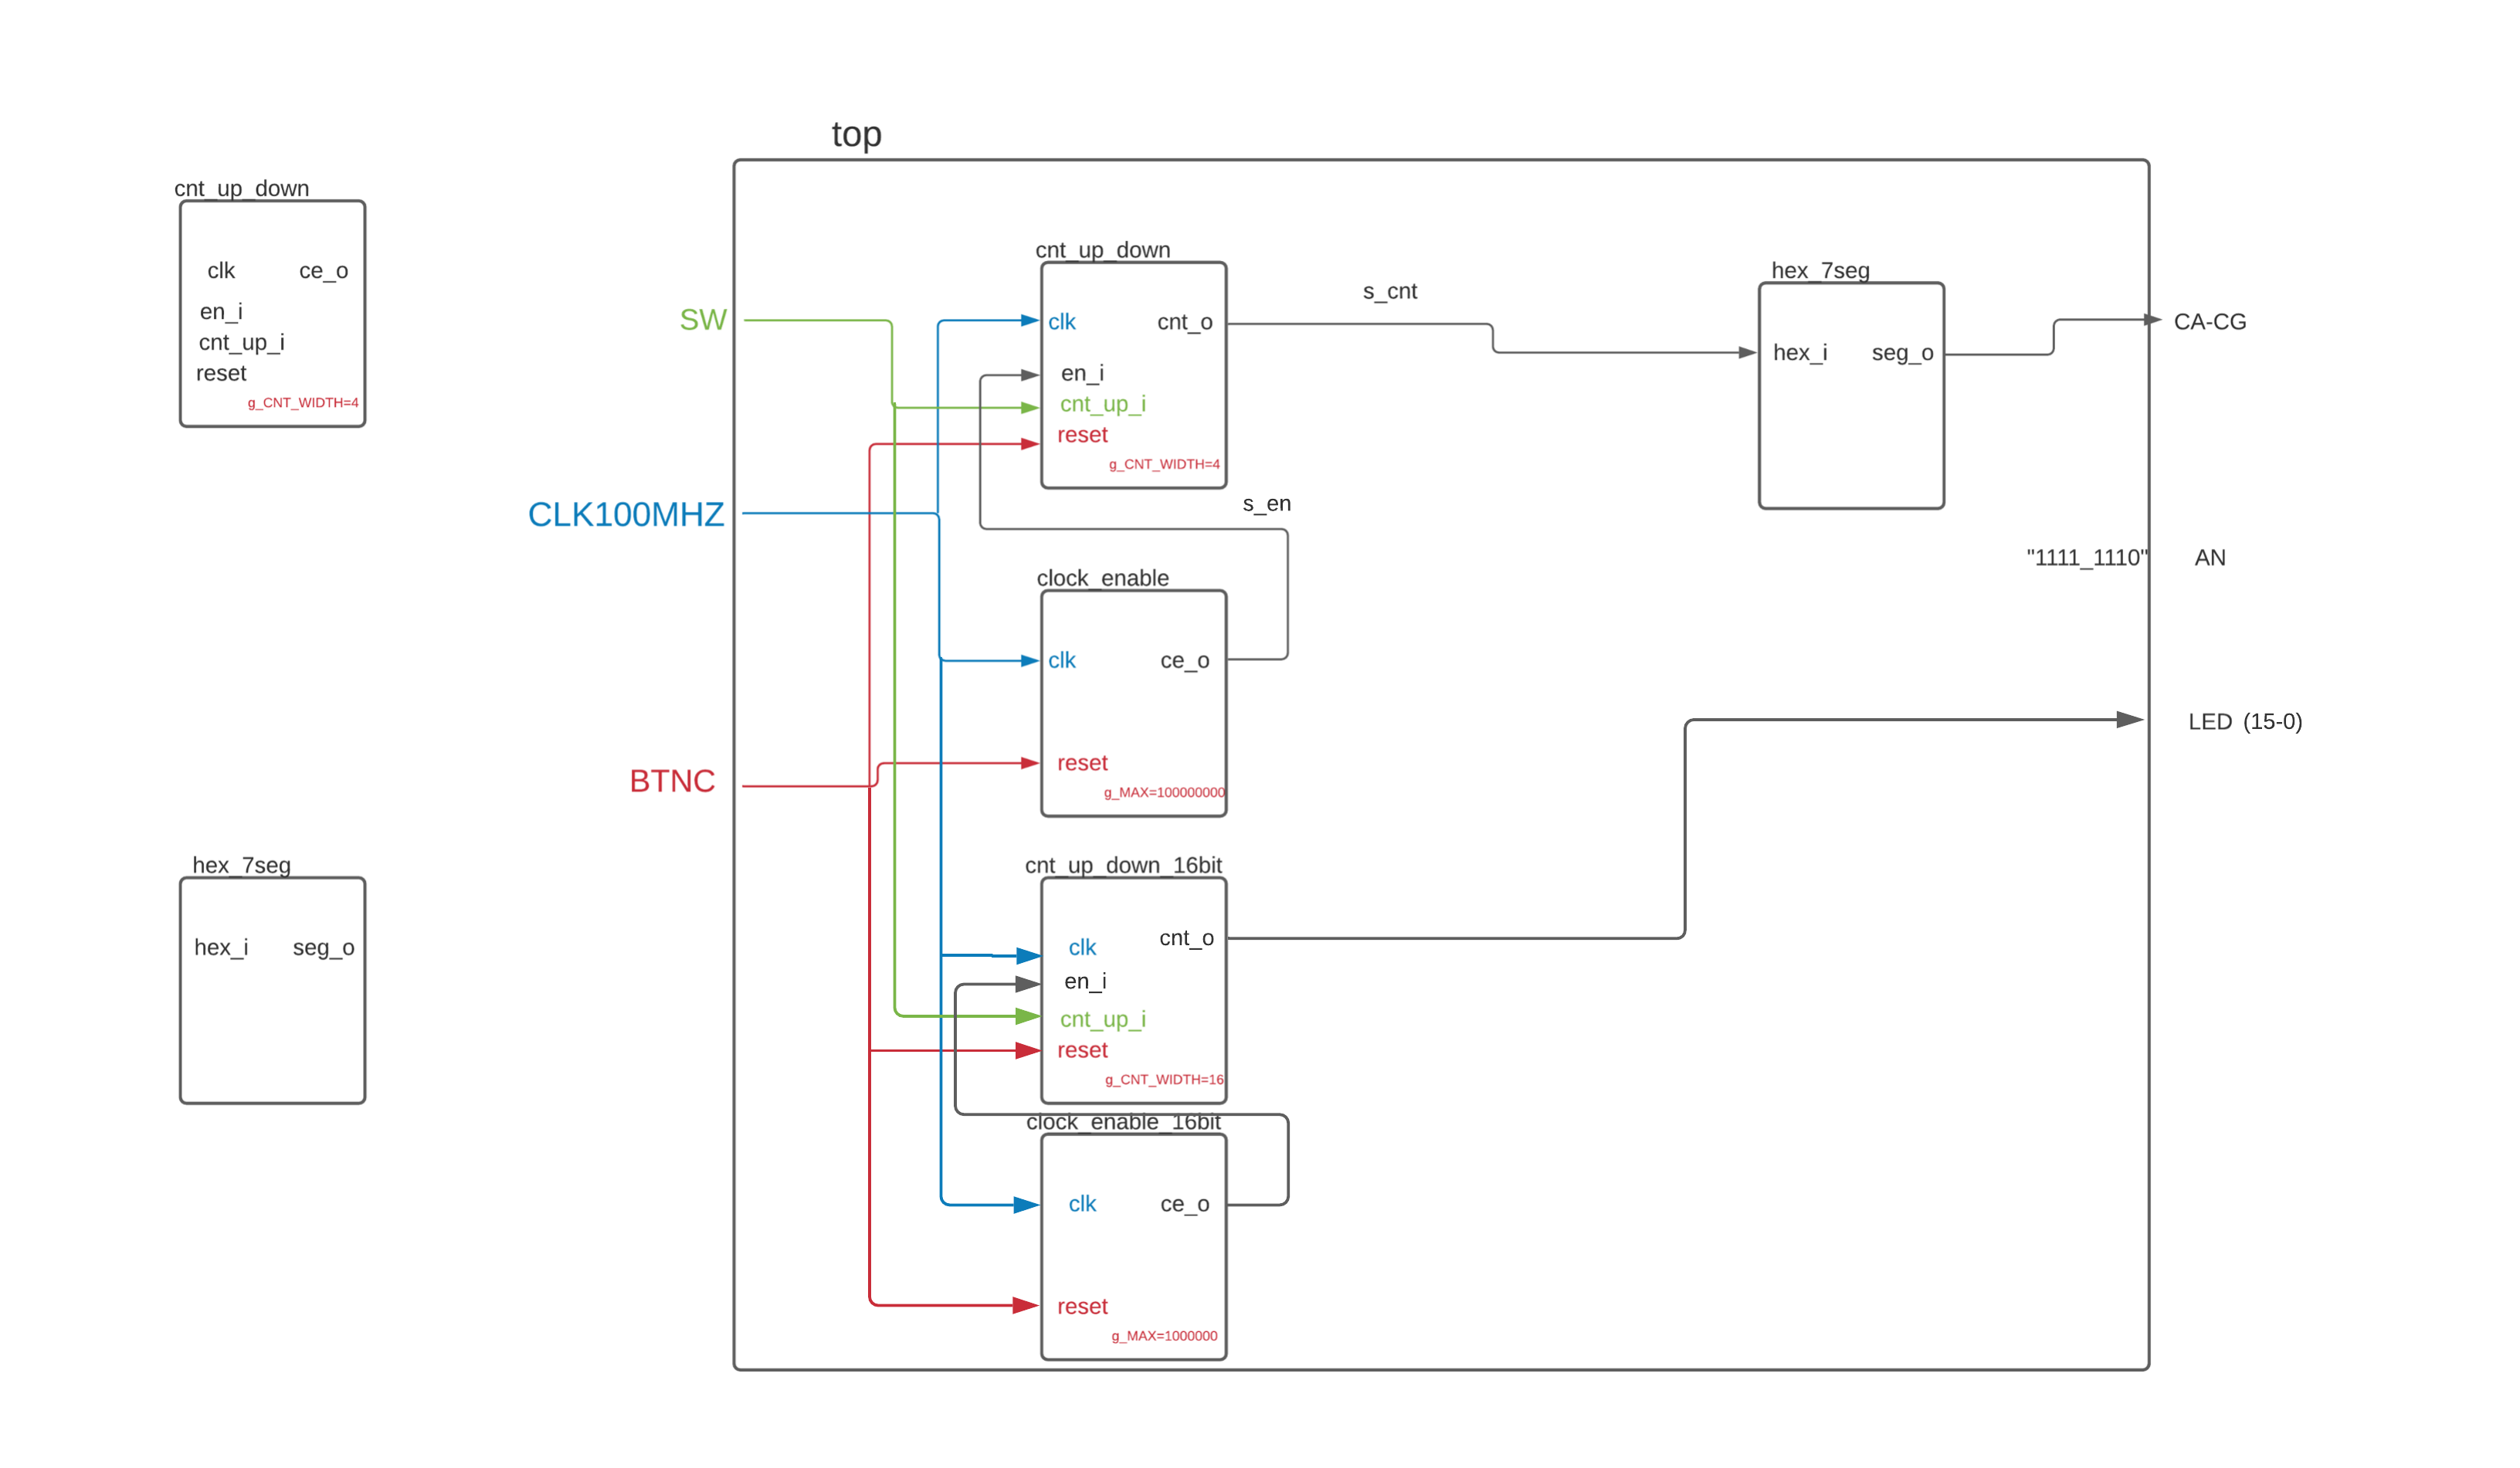 top
cnt_up_down
clk ce_o
en_i
cnt_up_i
reset
g_CNT_WIDTH=4
hex_7seg
hex_i seg_o
SW
CLK100MHZ
BTNC
cnt_up_down
clk cnt_o
en_i
cnt_up_i
reset
g_CNT_WIDTH=4
s_cnt
s_en
clock_enable
clk ce_o
reset
g_MAX=100000000
cnt_up_down_16bit
clk cnt_o
en_i
cnt_up_i
reset
g_CNT_WIDTH=16
clock_enable_16bit
clk ce_o
reset
g_MAX=1000000
hex_7seg
hex_i seg_o
CA-CG
"1111_1110" AN
LED (15-0)